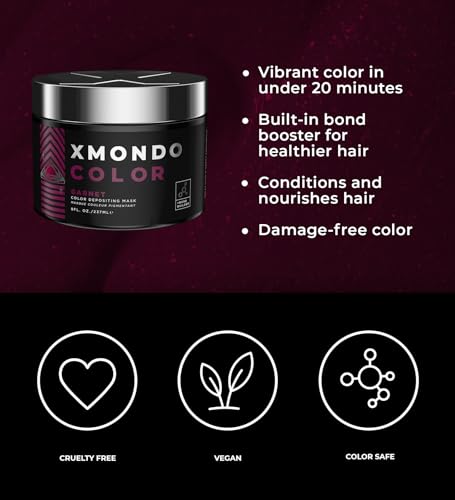 XMONDO
COLOR
GARNET
COLOR DEPOSITING MASK
MASQUE COULEUR PIGMENTANT
8FL. OZ./237ML℮
• Vibrant color in
under 20 minutes
• Built-in bond
booster for
healthier hair
• Conditions and
nourishes hair
• Damage-free color
CRUELTY FREE
VEGAN
COLOR SAFE